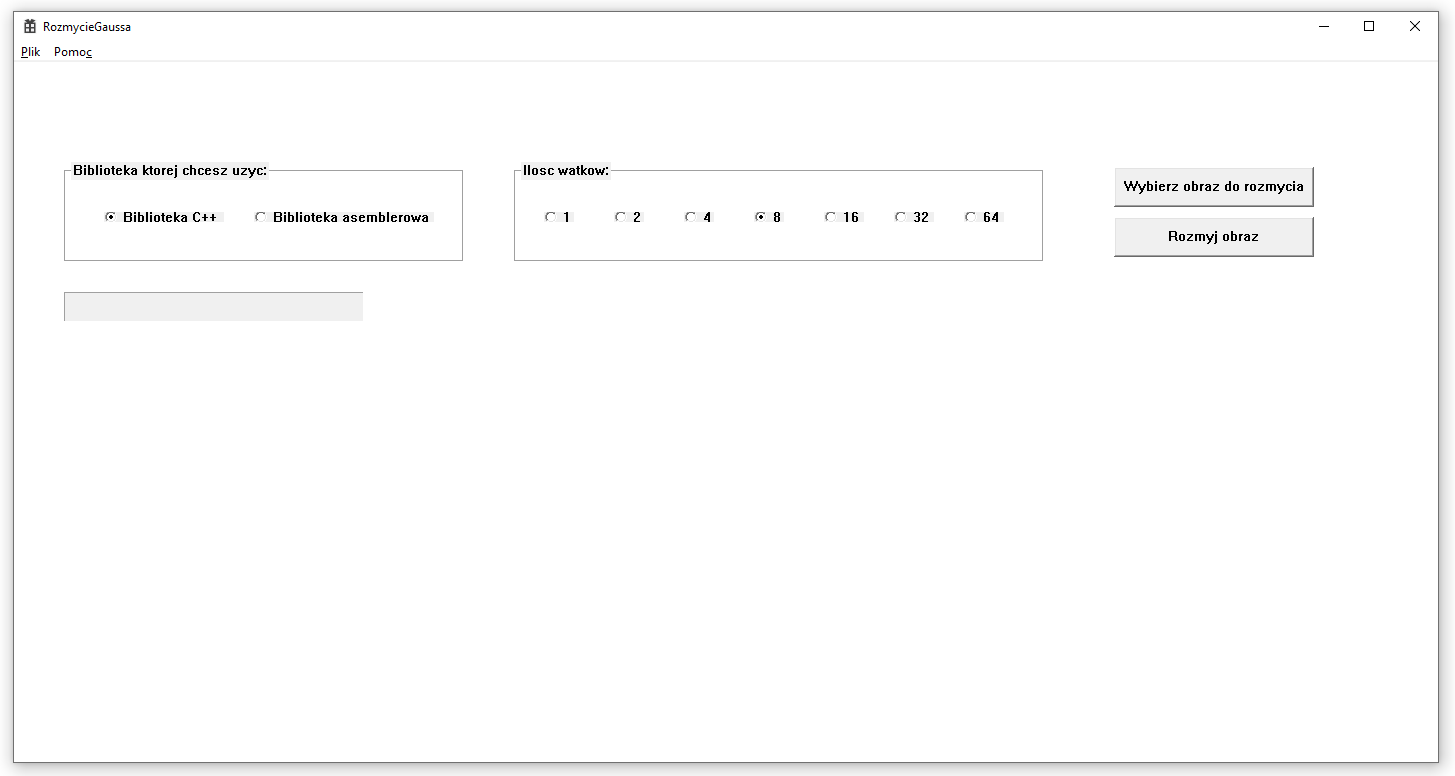 RozmycieGaussa
Plik Pomoc
Biblioteka ktorej chcesz uzyc:
Biblioteka C++ Biblioteka asemblerowa
Ilosc watkow:
1 2 4 8 16 32 64
Wybierz obraz do rozmycia
Rozmyj obraz